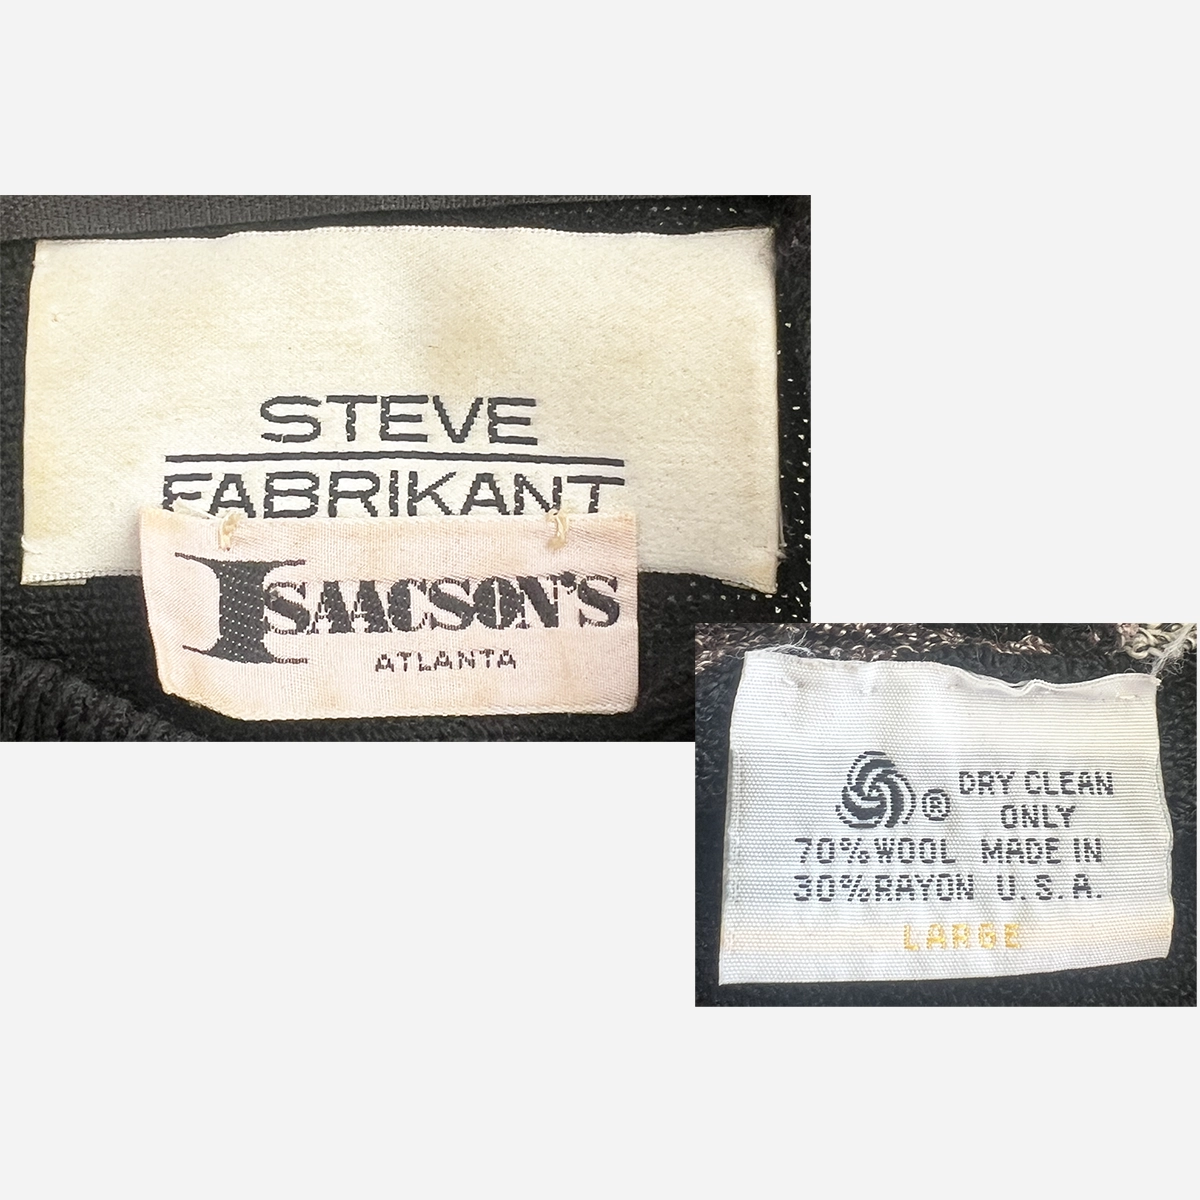 STEVE
FABRIKANT
ISAACSON'S
ATLANTA
® DRY CLEAN
ONLY
70% WOOL MADE IN
30% RAYON U.S.A.
LARGE